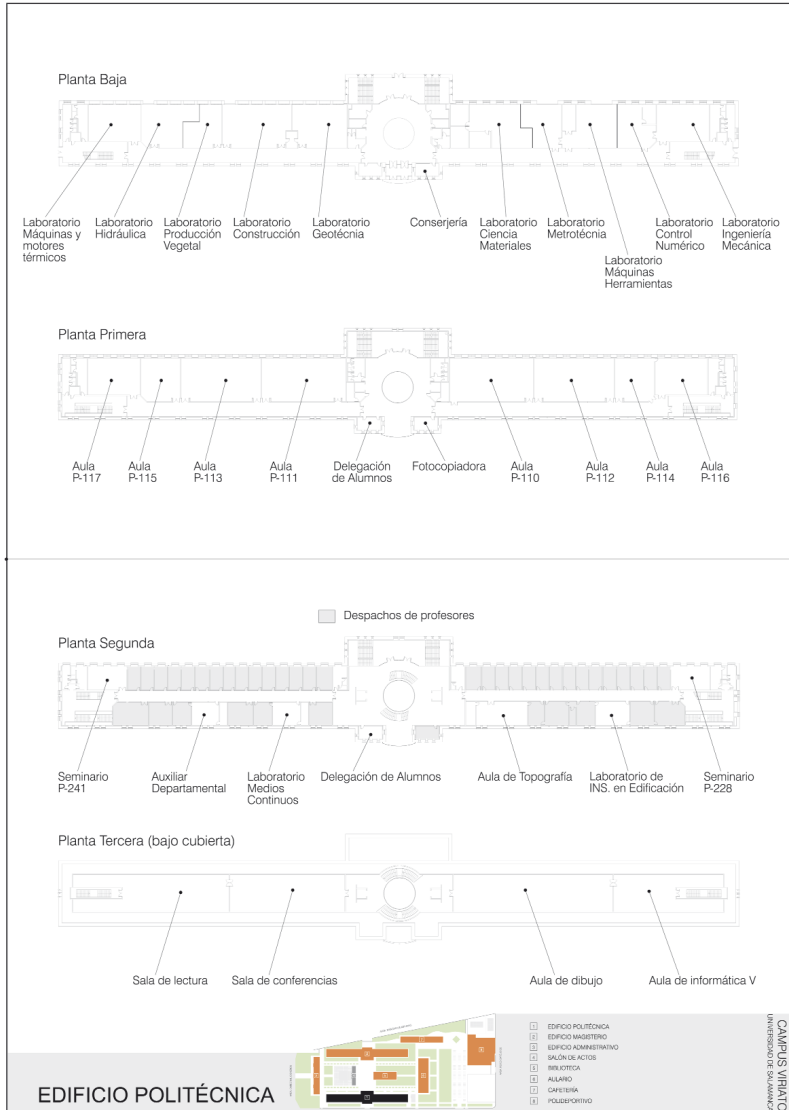 Planta Baja
Laboratorio
Máquinas y
motores
térmicos
Laboratorio
Hidráulica
Laboratorio
Producción
Vegetal
Laboratorio
Construcción
Laboratorio
Geotécnia
Conserjería
Laboratorio
Ciencia
Materiales
Laboratorio
Metrotécnia
Laboratorio
Máquinas
Herramientas
Laboratorio
Control
Numérico
Laboratorio
Ingeniería
Mecánica
Planta Primera
Aula
P-117
Aula
P-115
Aula
P-113
Aula
P-111
Delegación
de Alumnos
Fotocopiadora
Aula
P-110
Aula
P-112
Aula
P-114
Aula
P-116
Despachos de profesores
Planta Segunda
Seminario
P-241
Auxiliar
Departamental
Laboratorio
Medios
Continuos
Delegación de Alumnos
Aula de Topografía
Laboratorio de
INS. en Edificación
Seminario
P-228
Planta Tercera (bajo cubierta)
Sala de lectura
Sala de conferencias
Aula de dibujo
Aula de informática V
EDIFICIO POLITÉCNICA
1 EDIFICIO POLITÉCNICA
2 EDIFICIO MAGISTERIO
3 EDIFICIO ADMINISTRATIVO
4 SALÓN DE ACTOS
5 BIBLIOTECA
6 AULARIO
7 CAFETERÍA
8 POLIDEPORTIVO
CAMPUS VIRIATO
UNIVERSIDAD DE SALAMANCA